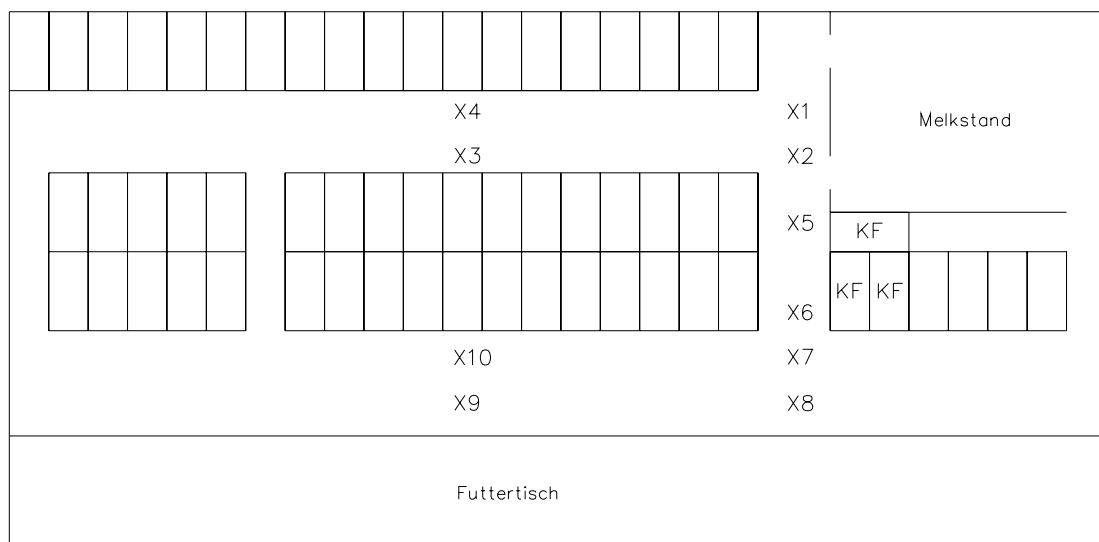 X4
X1
Melkstand
X3
X2
X5
KF
KF
KF
X6
X10
X7
X9
X8
Futtertisch